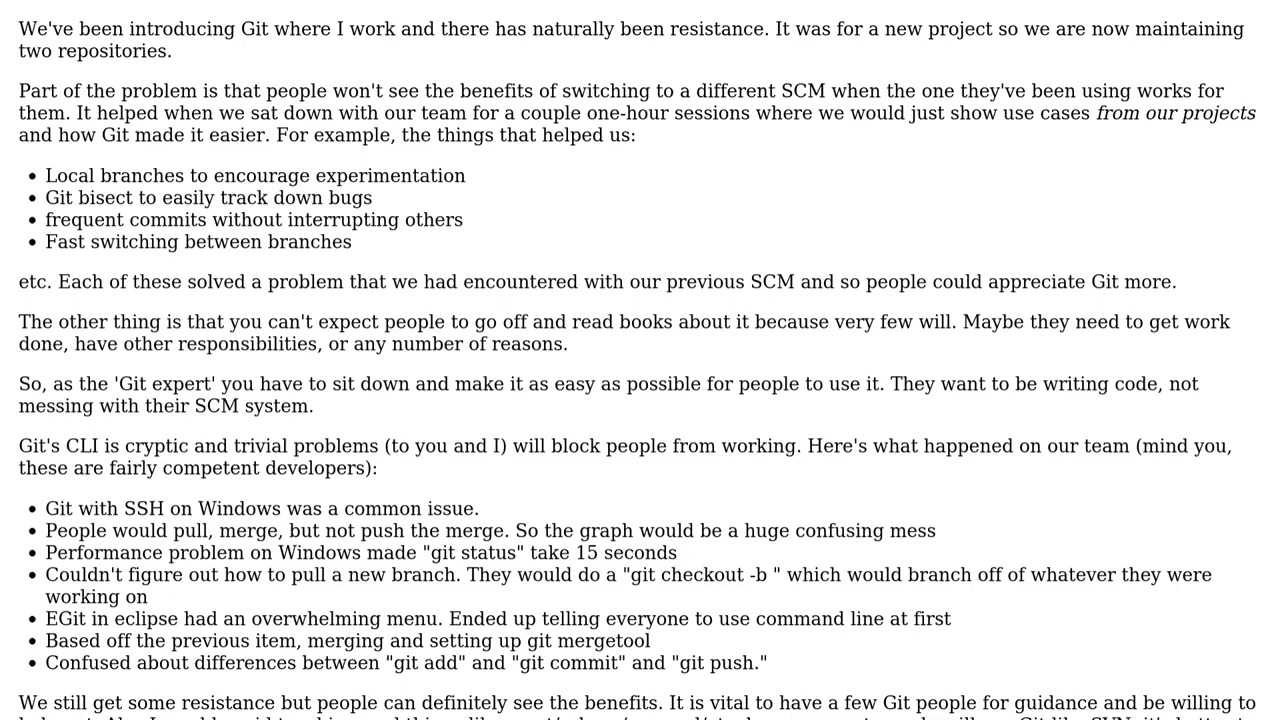 We've been introducing Git where I work and there has naturally been resistance. It was for a new project so we are now maintaining
two repositories.
Part of the problem is that people won't see the benefits of switching to a different SCM when the one they've been using works for
them. It helped when we sat down with our team for a couple one-hour sessions where we would just show use cases from our projects
and how Git made it easier. For example, the things that helped us:
• Local branches to encourage experimentation
• Git bisect to easily track down bugs
• frequent commits without interrupting others
• Fast switching between branches
etc. Each of these solved a problem that we had encountered with our previous SCM and so people could appreciate Git more.
The other thing is that you can't expect people to go off and read books about it because very few will. Maybe they need to get work
done, have other responsibilities, or any number of reasons.
So, as the 'Git expert' you have to sit down and make it as easy as possible for people to use it. They want to be writing code, not
messing with their SCM system.
Git's CLI is cryptic and trivial problems (to you and I) will block people from working. Here's what happened on our team (mind you,
these are fairly competent developers):
• Git with SSH on Windows was a common issue.
• People would pull, merge, but not push the merge. So the graph would be a huge confusing mess
• Performance problem on Windows made "git status" take 15 seconds
• Couldn't figure out how to pull a new branch. They would do a "git checkout -b " which would branch off of whatever they were
working on
• EGit in eclipse had an overwhelming menu. Ended up telling everyone to use command line at first
• Based off the previous item, merging and setting up git mergetool
• Confused about differences between "git add" and "git commit" and "git push."
We still get some resistance but people can definitely see the benefits. It is vital to have a few Git people for guidance and be willing to